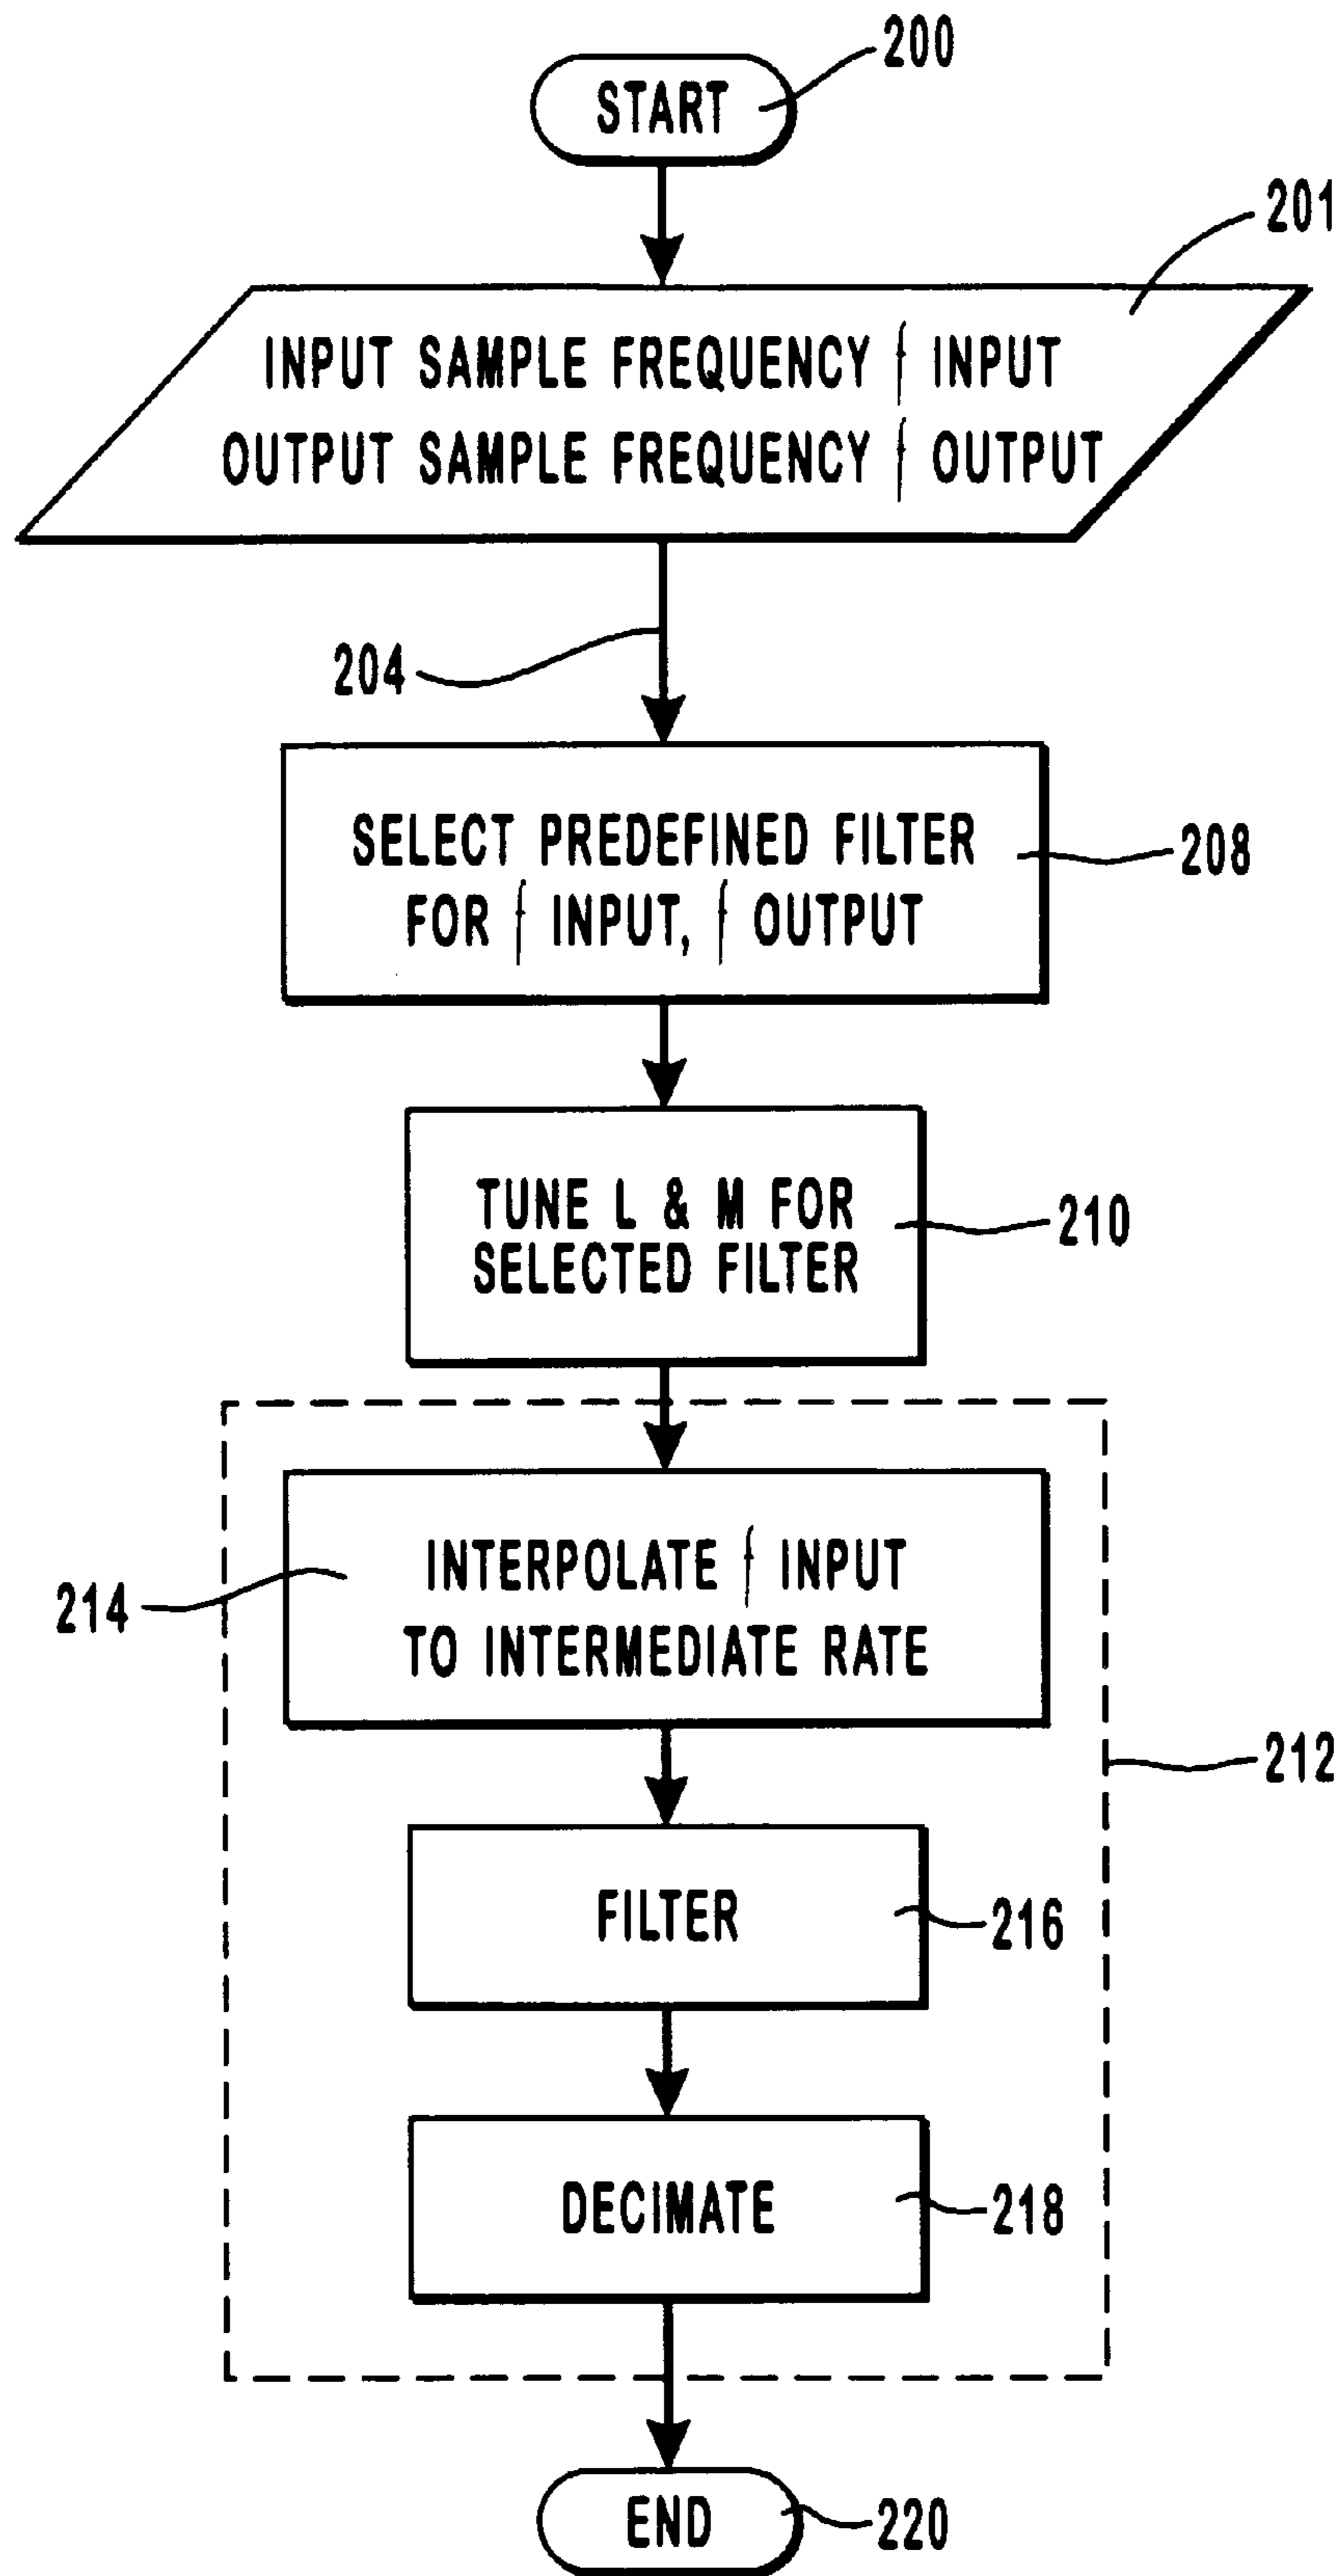 200
START
201
INPUT SAMPLE FREQUENCY f INPUT
OUTPUT SAMPLE FREQUENCY f OUTPUT
204
SELECT PREDEFINED FILTER
FOR f INPUT, f OUTPUT
208
TUNE L & M FOR
SELECTED FILTER
210
INTERPOLATE f INPUT
TO INTERMEDIATE RATE
214
212
FILTER
216
DECIMATE
218
END
220